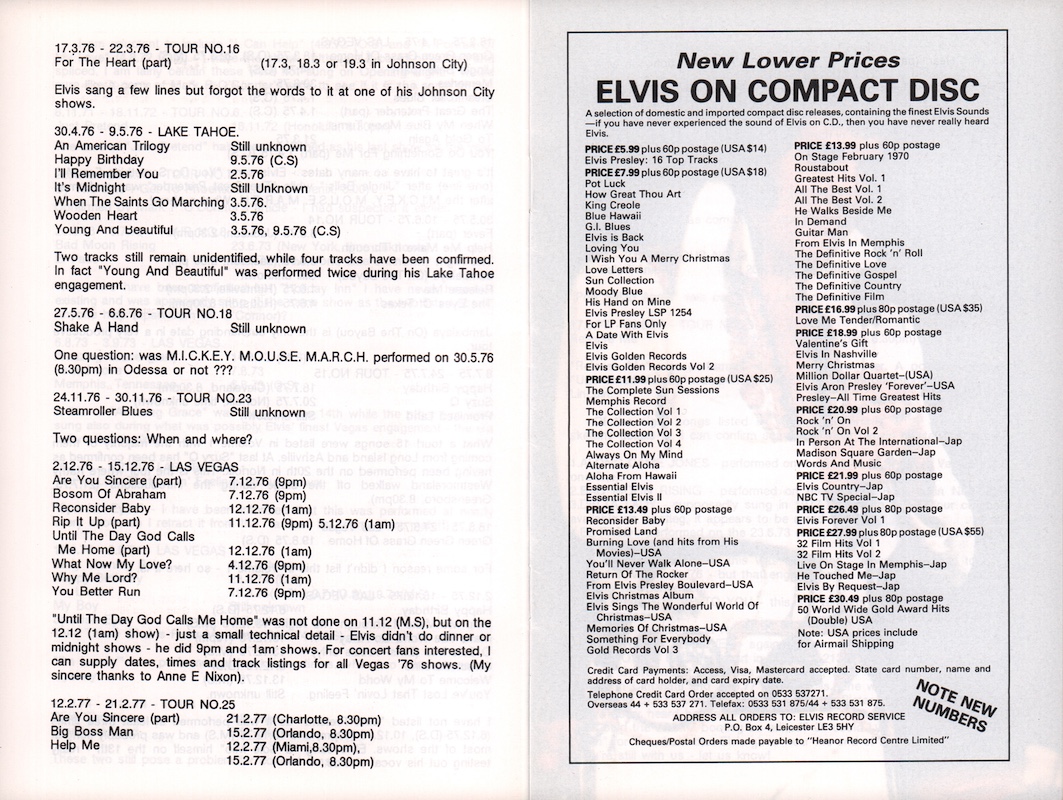 17.3.76 - 22.3.76 - TOUR NO.16
For The Heart (part) (17.3, 18.3 or 19.3 in Johnson City)
Elvis sang a few lines but forgot the words to it at one of his Johnson City
shows.
30.4.76 - 9.5.76 - LAKE TAHOE.
An American Trilogy Still unknown
Happy Birthday 9.5.76 (C.S)
I'll Remember You 2.5.76
It's Midnight Still Unknown
When The Saints Go Marching 3.5.76.
Wooden Heart 3.5.76
Young And Beautiful 3.5.76, 9.5.76 (C.S)
Two tracks still remain unidentified, while four tracks have been confirmed.
In fact "Young And Beautiful" was performed twice during his Lake Tahoe
engagement.
27.5.76 - 6.6.76 - TOUR NO.18
Shake A Hand Still unknown
One question: was M.I.C.K.E.Y. M.O.U.S.E. M.A.R.C.H. performed on 30.5.76
(8.30pm) in Odessa or not ???
24.11.76 - 30.11.76 - TOUR NO.23
Steamroller Blues Still unknown
Two questions: When and where?
2.12.76 - 15.12.76 - LAS VEGAS
Are You Sincere (part) 7.12.76 (9pm)
Bosom Of Abraham 7.12.76 (9pm)
Reconsider Baby 12.12.76 (1am)
Rip It Up (part) 11.12.76 (9pm) 5.12.76 (1am)
Until The Day God Calls
Me Home (part) 12.12.76 (1am)
What Now My Love? 4.12.76 (9pm)
Why Me Lord? 11.12.76 (1am)
You Better Run 7.12.76 (9pm)
"Until The Day God Calls Me Home" was not done on 11.12 (M.S), but on the
12.12 (1am) show) - just a small technical detail - Elvis didn't do dinner or
midnight shows - he did 9pm and 1am shows. For concert fans interested, I
can supply dates, times and track listings for all Vegas '76 shows. (My
sincere thanks to Anne E Nixon).
12.2.77 - 21.2.77 - TOUR NO.25
Are You Sincere (part) 21.2.77 (Charlotte, 8.30pm)
Big Boss Man 15.2.77 (Orlando, 8.30pm)
Help Me 12.2.77 (Miami,8.30pm),
15.2.77 (Orlando, 8.30pm)
New Lower Prices
ELVIS ON COMPACT DISC
A selection of domestic and imported compact disc releases, containing the finest Elvis Sounds
—if you have never experienced the sound of Elvis on C.D., then you have never really heard
Elvis.
PRICE £5.99 plus 60p postage (USA $14)
Elvis Presley: 16 Top Tracks
PRICE £7.99 plus 60p postage (USA $18)
Pot Luck
How Great Thou Art
King Creole
Blue Hawaii
G.I. Blues
Elvis is Back
Loving You
I Wish You A Merry Christmas
Love Letters
Sun Collection
Moody Blue
His Hand on Mine
Elvis Presley LSP 1254
For LP Fans Only
A Date With Elvis
Elvis
Elvis Golden Records
Elvis Golden Records Vol 2
PRICE £11.99 plus 60p postage (USA $25)
The Complete Sun Sessions
Memphis Record
The Collection Vol 1
The Collection Vol 2
The Collection Vol 3
The Collection Vol 4
Always On My Mind
Alternate Aloha
Aloha From Hawaii
Essential Elvis
Essential Elvis II
PRICE £13.49 plus 60p postage
Reconsider Baby
Promised Land
Burning Love (and hits from His
Movies)–USA
You'll Never Walk Alone–USA
Return Of The Rocker
From Elvis Presley Boulevard–USA
Elvis Christmas Album
Elvis Sings The Wonderful World Of
Christmas–USA
Memories Of Christmas–USA
Something For Everybody
Gold Records Vol 3
PRICE £13.99 plus 60p postage
On Stage February 1970
Roustabout
Greatest Hits Vol. 1
All The Best Vol. 1
All The Best Vol. 2
He Walks Beside Me
In Demand
Guitar Man
From Elvis In Memphis
The Definitive Rock 'n' Roll
The Definitive Love
The Definitive Gospel
The Definitive Country
The Definitive Film
PRICE £16.99 plus 80p postage (USA $35)
Love Me Tender/Romantic
PRICE £18.99 plus 60p postage
Valentine's Gift
Elvis In Nashville
Merry Christmas
Million Dollar Quartet–(USA)
Elvis Aron Presley 'Forever'–USA
Presley–All Time Greatest Hits
PRICE £20.99 plus 60p postage
Rock 'n' On
Rock 'n' On Vol 2
In Person At The International–Jap
Madison Square Garden–Jap
Words And Music
PRICE £21.99 plus 60p postage
Elvis Country–Jap
NBC TV Special–Jap
PRICE £26.49 plus 80p postage
Elvis Forever Vol 1
PRICE £27.99 plus 80p postage (USA $55)
32 Film Hits Vol 1
32 Film Hits Vol 2
Live On Stage In Memphis–Jap
He Touched Me–Jap
Elvis By Request–Jap
PRICE £30.49 plus 80p postage
50 World Wide Gold Award Hits
(Double) USA
Note: USA prices include
for Airmail Shipping
Credit Card Payments: Access, Visa, Mastercard accepted. State card number, name and
address of card holder, and card expiry date.
Telephone Credit Card Order accepted on 0533 537271.
Overseas 44 + 533 537 271. Telefax: 0533 531 875/44 + 533 531 875.
NOTE NEW
NUMBERS
ADDRESS ALL ORDERS TO: ELVIS RECORD SERVICE
P.O. Box 4, Leicester LE3 5HY
Cheques/Postal Orders made payable to "Heanor Record Centre Limited"